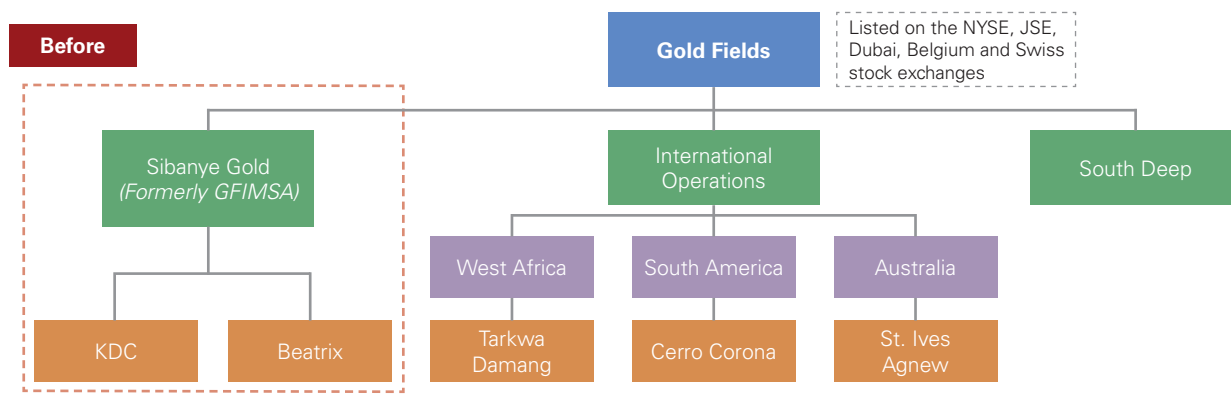 Before
Gold Fields
Listed on the NYSE, JSE,
Dubai, Belgium and Swiss
stock exchanges
Sibanye Gold
(Formerly GFIMSA)
International
Operations
South Deep
West Africa
South America
Australia
KDC
Beatrix
Tarkwa
Damang
Cerro Corona
St. Ives
Agnew